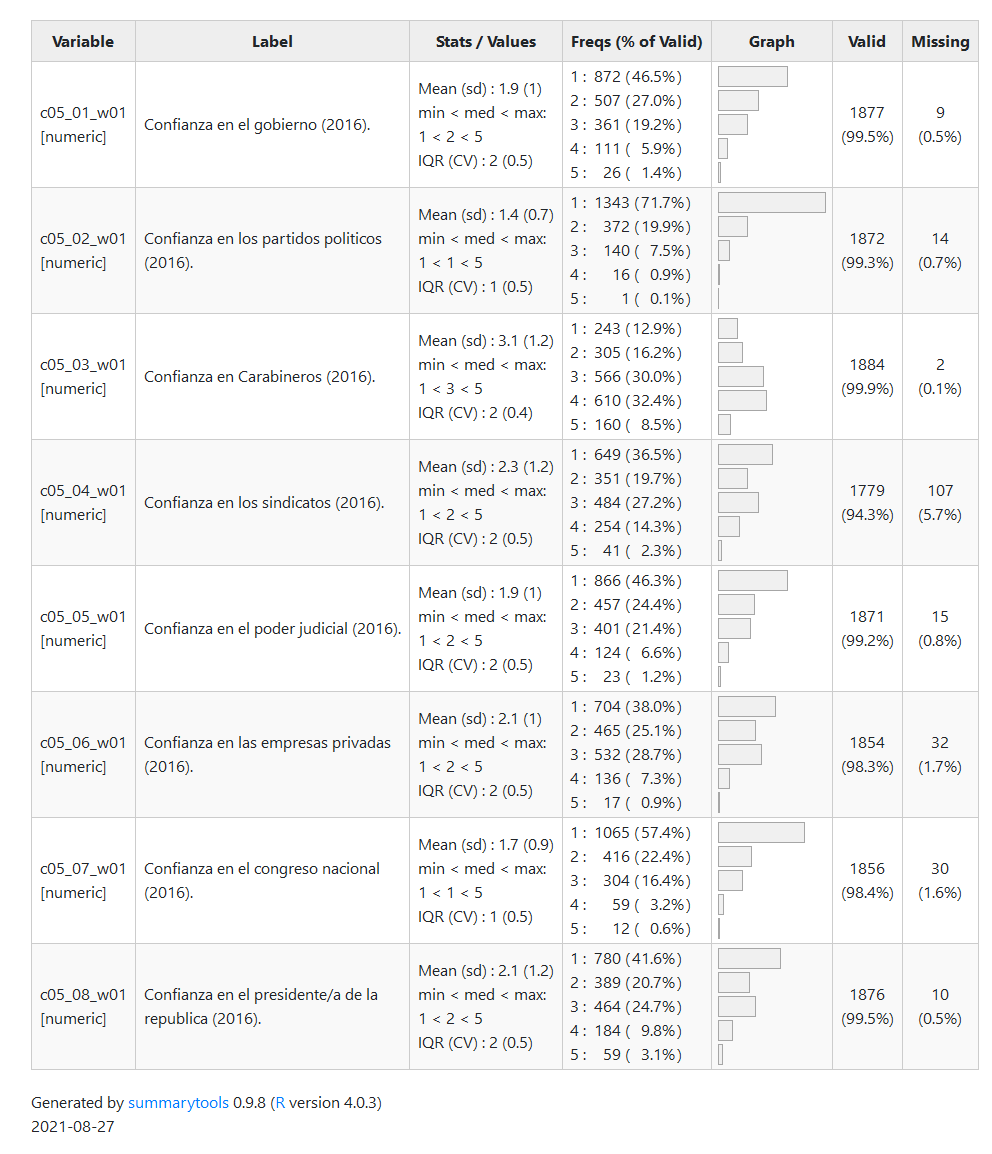 Variable Label Stats / Values Freqs (% of Valid) Graph Valid Missing
c05_01_w01
[numeric]
Confianza en el gobierno (2016).
Mean (sd) : 1.9 (1)
min < med < max:
1 < 2 < 5
IQR (CV) : 2 (0.5)
1 : 872 (46.5%)
2 : 507 (27.0%)
3 : 361 (19.2%)
4 : 111 ( 5.9%)
5 : 26 ( 1.4%)
1877
(99.5%)
9
(0.5%)
c05_02_w01
[numeric]
Confianza en los partidos politicos
(2016).
Mean (sd) : 1.4 (0.7)
min < med < max:
1 < 1 < 5
IQR (CV) : 1 (0.5)
1 : 1343 (71.7%)
2 : 372 (19.9%)
3 : 140 ( 7.5%)
4 : 16 ( 0.9%)
5 : 1 ( 0.1%)
1872
(99.3%)
14
(0.7%)
c05_03_w01
[numeric]
Confianza en Carabineros (2016).
Mean (sd) : 3.1 (1.2)
min < med < max:
1 < 3 < 5
IQR (CV) : 2 (0.4)
1 : 243 (12.9%)
2 : 305 (16.2%)
3 : 566 (30.0%)
4 : 610 (32.4%)
5 : 160 ( 8.5%)
1884
(99.9%)
2
(0.1%)
c05_04_w01
[numeric]
Confianza en los sindicatos (2016).
Mean (sd) : 2.3 (1.2)
min < med < max:
1 < 2 < 5
IQR (CV) : 2 (0.5)
1 : 649 (36.5%)
2 : 351 (19.7%)
3 : 484 (27.2%)
4 : 254 (14.3%)
5 : 41 ( 2.3%)
1779
(94.3%)
107
(5.7%)
c05_05_w01
[numeric]
Confianza en el poder judicial (2016).
Mean (sd) : 1.9 (1)
min < med < max:
1 < 2 < 5
IQR (CV) : 2 (0.5)
1 : 866 (46.3%)
2 : 457 (24.4%)
3 : 401 (21.4%)
4 : 124 ( 6.6%)
5 : 23 ( 1.2%)
1871
(99.2%)
15
(0.8%)
c05_06_w01
[numeric]
Confianza en las empresas privadas
(2016).
Mean (sd) : 2.1 (1)
min < med < max:
1 < 2 < 5
IQR (CV) : 2 (0.5)
1 : 704 (38.0%)
2 : 465 (25.1%)
3 : 532 (28.7%)
4 : 136 ( 7.3%)
5 : 17 ( 0.9%)
1854
(98.3%)
32
(1.7%)
c05_07_w01
[numeric]
Confianza en el congreso nacional
(2016).
Mean (sd) : 1.7 (0.9)
min < med < max:
1 < 1 < 5
IQR (CV) : 1 (0.5)
1 : 1065 (57.4%)
2 : 416 (22.4%)
3 : 304 (16.4%)
4 : 59 ( 3.2%)
5 : 12 ( 0.6%)
1856
(98.4%)
30
(1.6%)
c05_08_w01
[numeric]
Confianza en el presidente/a de la
republica (2016).
Mean (sd) : 2.1 (1.2)
min < med < max:
1 < 2 < 5
IQR (CV) : 2 (0.5)
1 : 780 (41.6%)
2 : 389 (20.7%)
3 : 464 (24.7%)
4 : 184 ( 9.8%)
5 : 59 ( 3.1%)
1876
(99.5%)
10
(0.5%)
Generated by summarytools 0.9.8 (R version 4.0.3)
2021-08-27